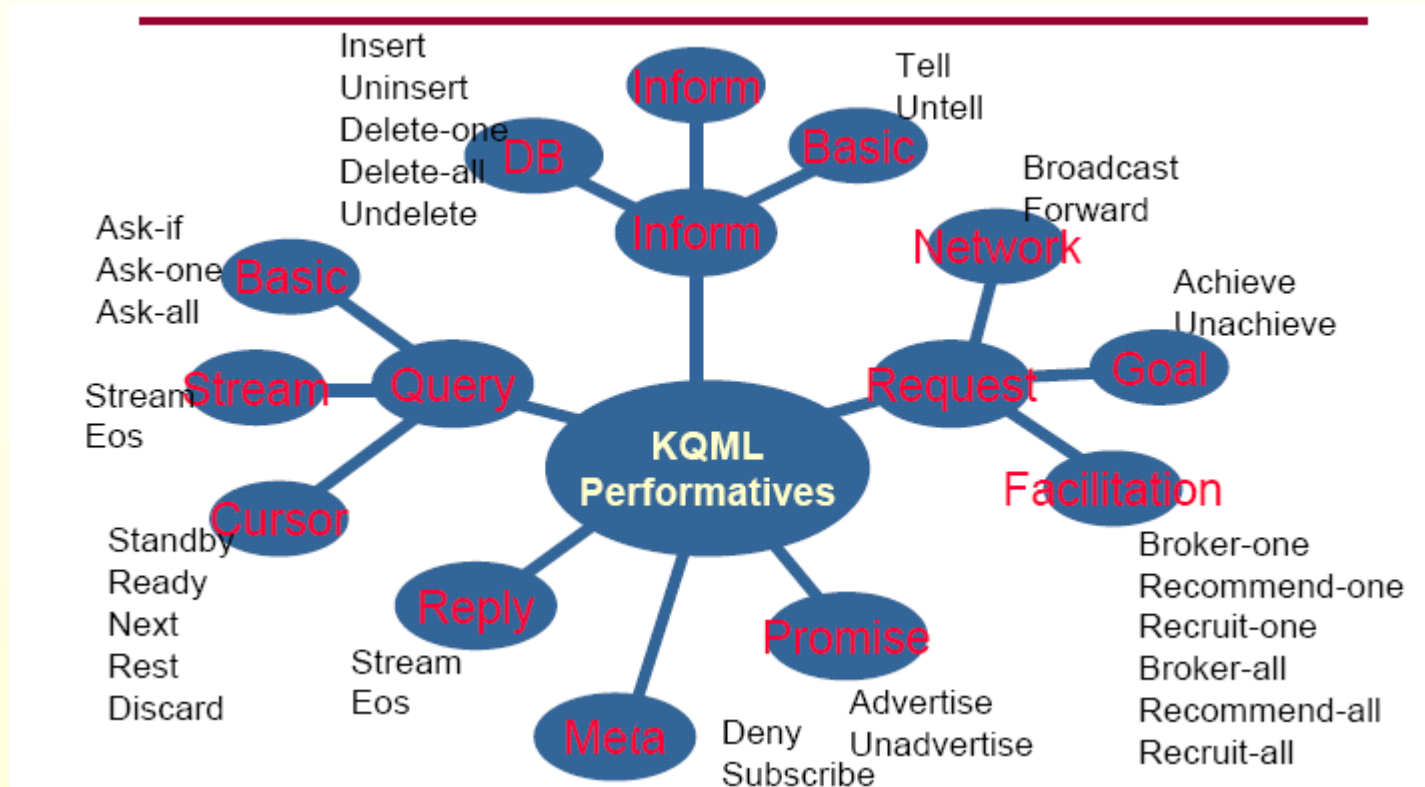 Insert
Uninsert
Delete-one
Delete-all
Undelete
DB
Inform
Tell
Untell
Basic
Inform
Broadcast
Forward
Network
Ask-if
Ask-one
Ask-all
Basic
Achieve
Unachieve
Goal
Stream
Eos
Stream
Query
Request
KQML
Performatives
Facilitation
Broker-one
Recommend-one
Recruit-one
Broker-all
Recommend-all
Recruit-all
Cursor
Standby
Ready
Next
Rest
Discard
Reply
Stream
Eos
Promise
Advertise
Unadvertise
Meta
Deny
Subscribe